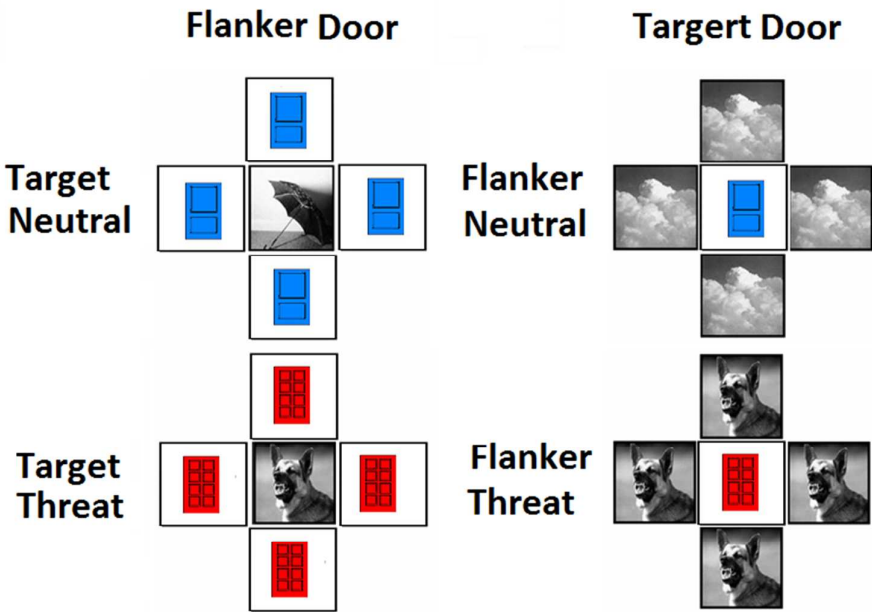 Flanker Door
Targert Door
Target
Neutral
Flanker
Neutral
Target
Threat
Flanker
Threat